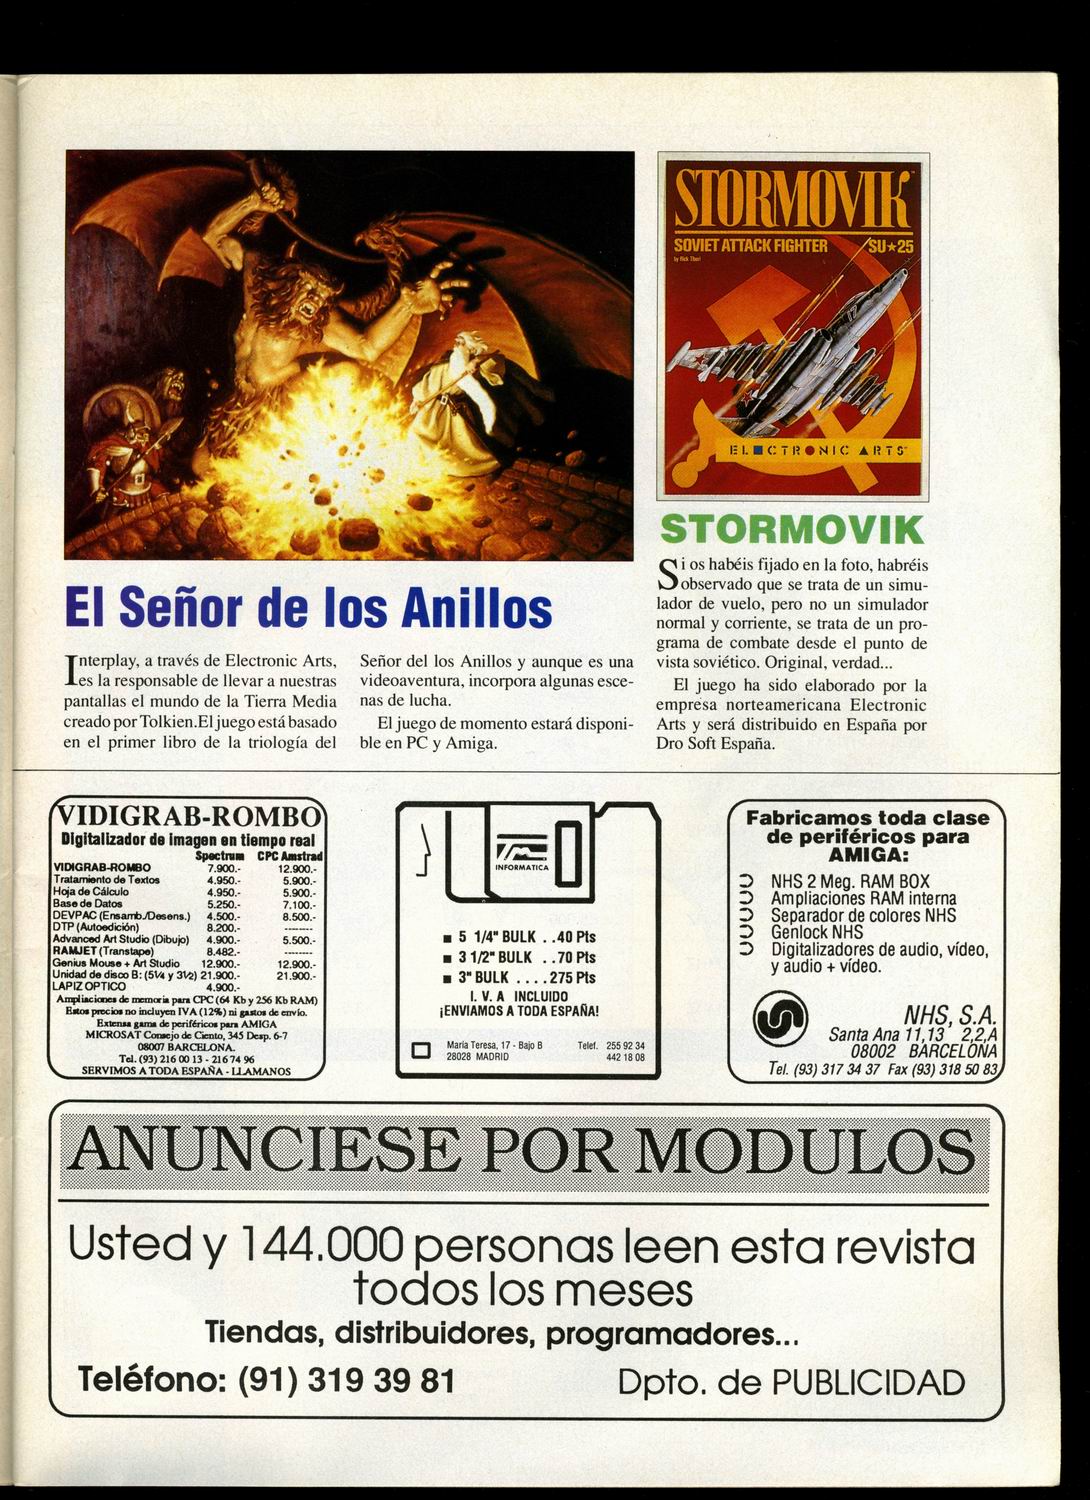 STORMOVIK
SOVIET ATTACK FIGHTER SU★25
by Rick Tberl
17
ELECTRONIC ARTS
El Señor de los Anillos
Interplay, a través de Electronic Arts,
es la responsable de llevar a nuestras
pantallas el mundo de la Tierra Media
creado por Tolkien.El juego está basado
en el primer libro de la triología del
Señor del los Anillos y aunque es una
videoaventura, incorpora algunas esce-
nas de lucha.
El juego de momento estará disponi-
ble en PC y Amiga.
STORMOVIK
Si os habéis fijado en la foto, habréis
observado que se trata de un simu-
lador de vuelo, pero no un simulador
normal y corriente, se trata de un pro-
grama de combate desde el punto de
vista soviético. Original, verdad...
El juego ha sido elaborado por la
empresa norteamericana Electronic
Arts y será distribuido en España por
Dro Soft España.
VIDIGRAB-ROMBO
Digitalizador de imagen en tiempo real
Spectrum CPC Amstrad
VIDIGRAB-ROMBO 7.900.- 12.900.-
Tratamiento de Textos 4.950.- 5.900.-
Hoja de Cálculo 4.950.- 5.900.-
Base de Datos 5.250.- 7.100.-
DEVPAC (Ensamb./Desens.) 4.500.- 8.500.-
DTP (Autoedición) 8.200.- --------
Advanced Art Studio (Dibujo) 4.900.- 5.500.-
RAMJET (Transtape) 8.482.- --------
Genius Mouse + Art Studio 12.900.- 12.900.-
Unidad de disco B: (5¼ y 3½) 21.900.- 21.900.-
LAPIZ OPTICO 4.900.-
Ampliaciones de memoria para CPC (64 Kb y 256 Kb RAM)
Estos precios no incluyen IVA (12%) ni gastos de envío.
Extensa gama de periféricos para AMIGA
MICROSAT Consejo de Ciento, 345 Desp. 6-7
08007 BARCELONA.
Tel. (93) 216 00 13 - 216 74 96
SERVIMOS A TODA ESPAÑA - LLAMANOS
INFORMATICA
■ 5 1/4" BULK . .40 Pts
■ 3 1/2" BULK . .70 Pts
■ 3" BULK . . . .275 Pts
I. V. A INCLUIDO
¡ENVIAMOS A TODA ESPAÑA!
María Teresa, 17 - Bajo B Telef. 255 92 34
28028 MADRID 442 18 08
Fabricamos toda clase
de periféricos para
AMIGA:
NHS 2 Meg. RAM BOX
Ampliaciones RAM interna
Separador de colores NHS
Genlock NHS
Digitalizadores de audio, vídeo,
y audio + vídeo.
NHS, S.A.
Santa Ana 11,13 2,2,A
08002 BARCELONA
Tel. (93) 317 34 37 Fax (93) 318 50 83
ANUNCIESE POR MODULOS
Usted y 144.000 personas leen esta revista
todos los meses
Tiendas, distribuidores, programadores...
Teléfono: (91) 319 39 81 Dpto. de PUBLICIDAD